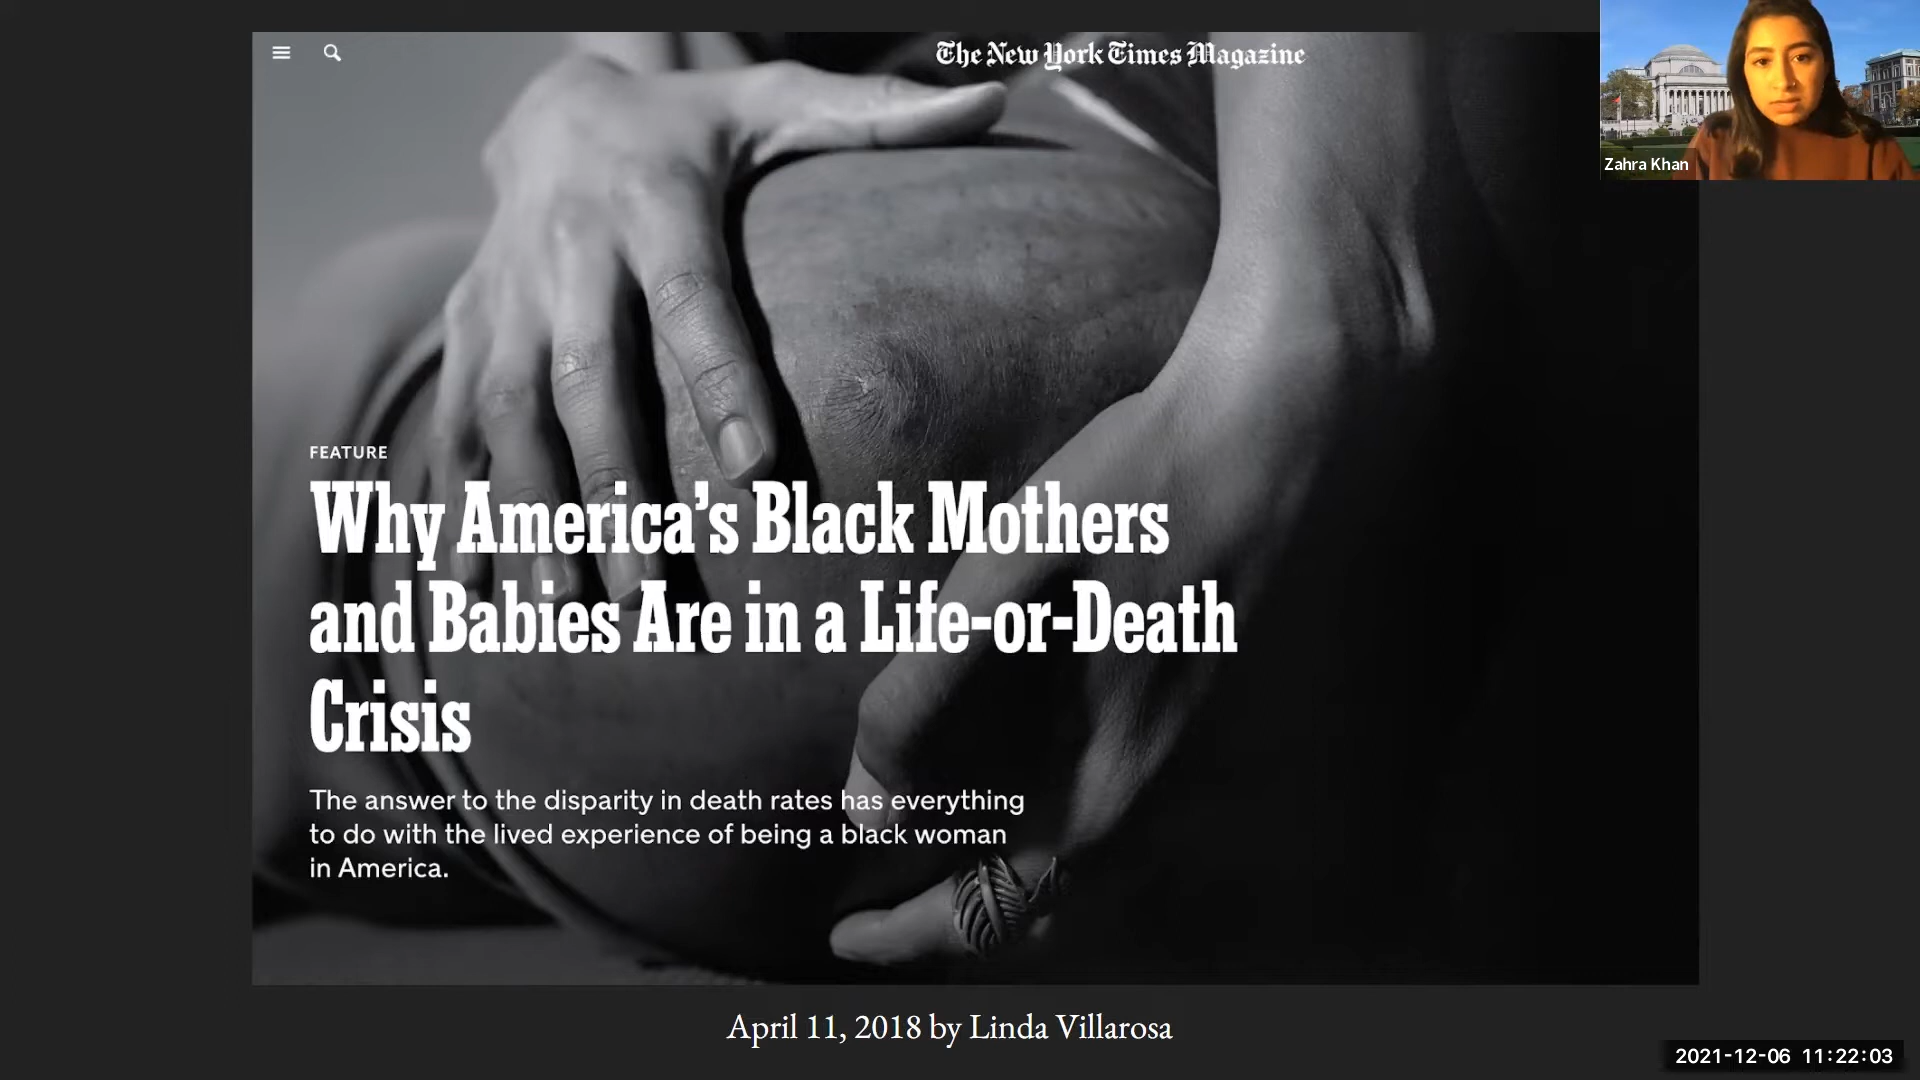 The New York Times Magazine
Zahra Khan
FEATURE
Why America's Black Mothers
and Babies Are in a Life-or-Death
Crisis
The answer to the disparity in death rates has everything
to do with the lived experience of being a black woman
in America.
April 11, 2018 by Linda Villarosa
2021-12-06 11:22:03